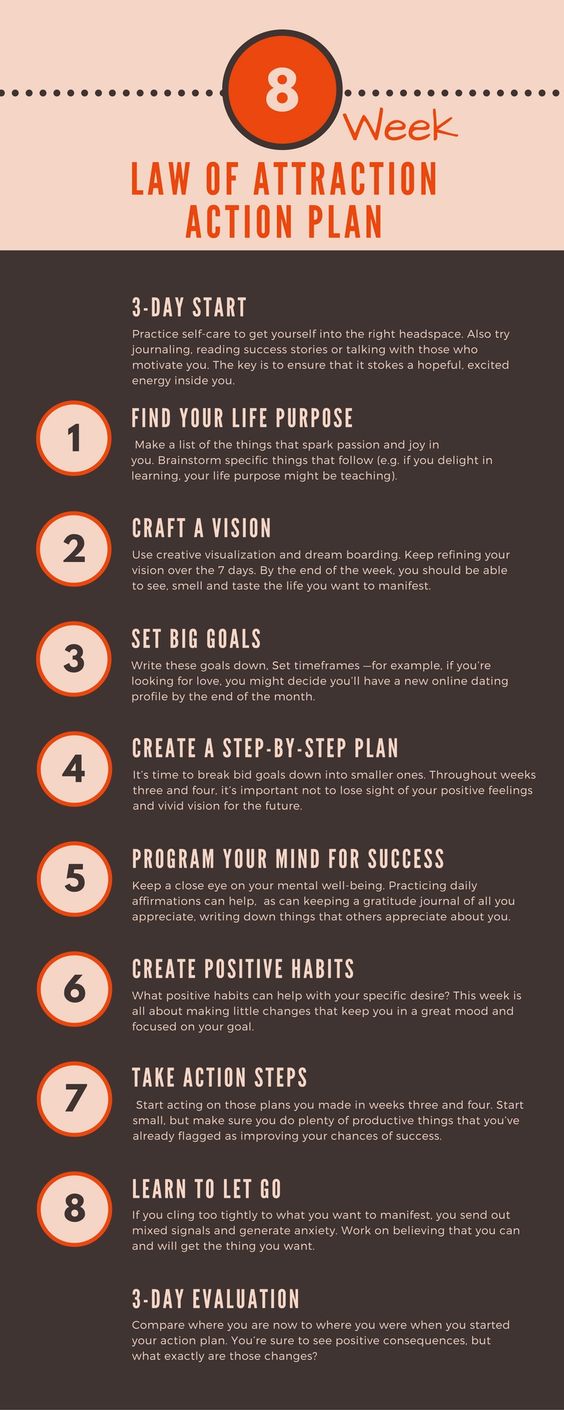 8
Week
LAW OF ATTRACTION
ACTION PLAN
3-DAY START
Practice self-care to get yourself into the right headspace. Also try
journaling, reading success stories or talking with those who
motivate you. The key is to ensure that it stokes a hopeful, excited
energy inside you.
1
FIND YOUR LIFE PURPOSE
Make a list of the things that spark passion and joy in
you. Brainstorm specific things that follow (e.g. if you delight in
learning, your life purpose might be teaching).
2
CRAFT A VISION
Use creative visualization and dream boarding. Keep refining your
vision over the 7 days. By the end of the week, you should be able
to see, smell and taste the life you want to manifest.
3
SET BIG GOALS
Write these goals down, Set timeframes —for example, if you're
looking for love, you might decide you'll have a new online dating
profile by the end of the month.
4
CREATE A STEP-BY-STEP PLAN
It's time to break bid goals down into smaller ones. Throughout weeks
three and four, it's important not to lose sight of your positive feelings
and vivid vision for the future.
5
PROGRAM YOUR MIND FOR SUCCESS
Keep a close eye on your mental well-being. Practicing daily
affirmations can help,  as can keeping a gratitude journal of all you
appreciate, writing down things that others appreciate about you.
6
CREATE POSITIVE HABITS
What positive habits can help with your specific desire? This week is
all about making little changes that keep you in a great mood and
focused on your goal.
7
TAKE ACTION STEPS
Start acting on those plans you made in weeks three and four. Start
small, but make sure you do plenty of productive things that you've
already flagged as improving your chances of success.
8
LEARN TO LET GO
If you cling too tightly to what you want to manifest, you send out
mixed signals and generate anxiety. Work on believing that you can
and will get the thing you want.
3-DAY EVALUATION
Compare where you are now to where you were when you started
your action plan. You're sure to see positive consequences, but
what exactly are those changes?